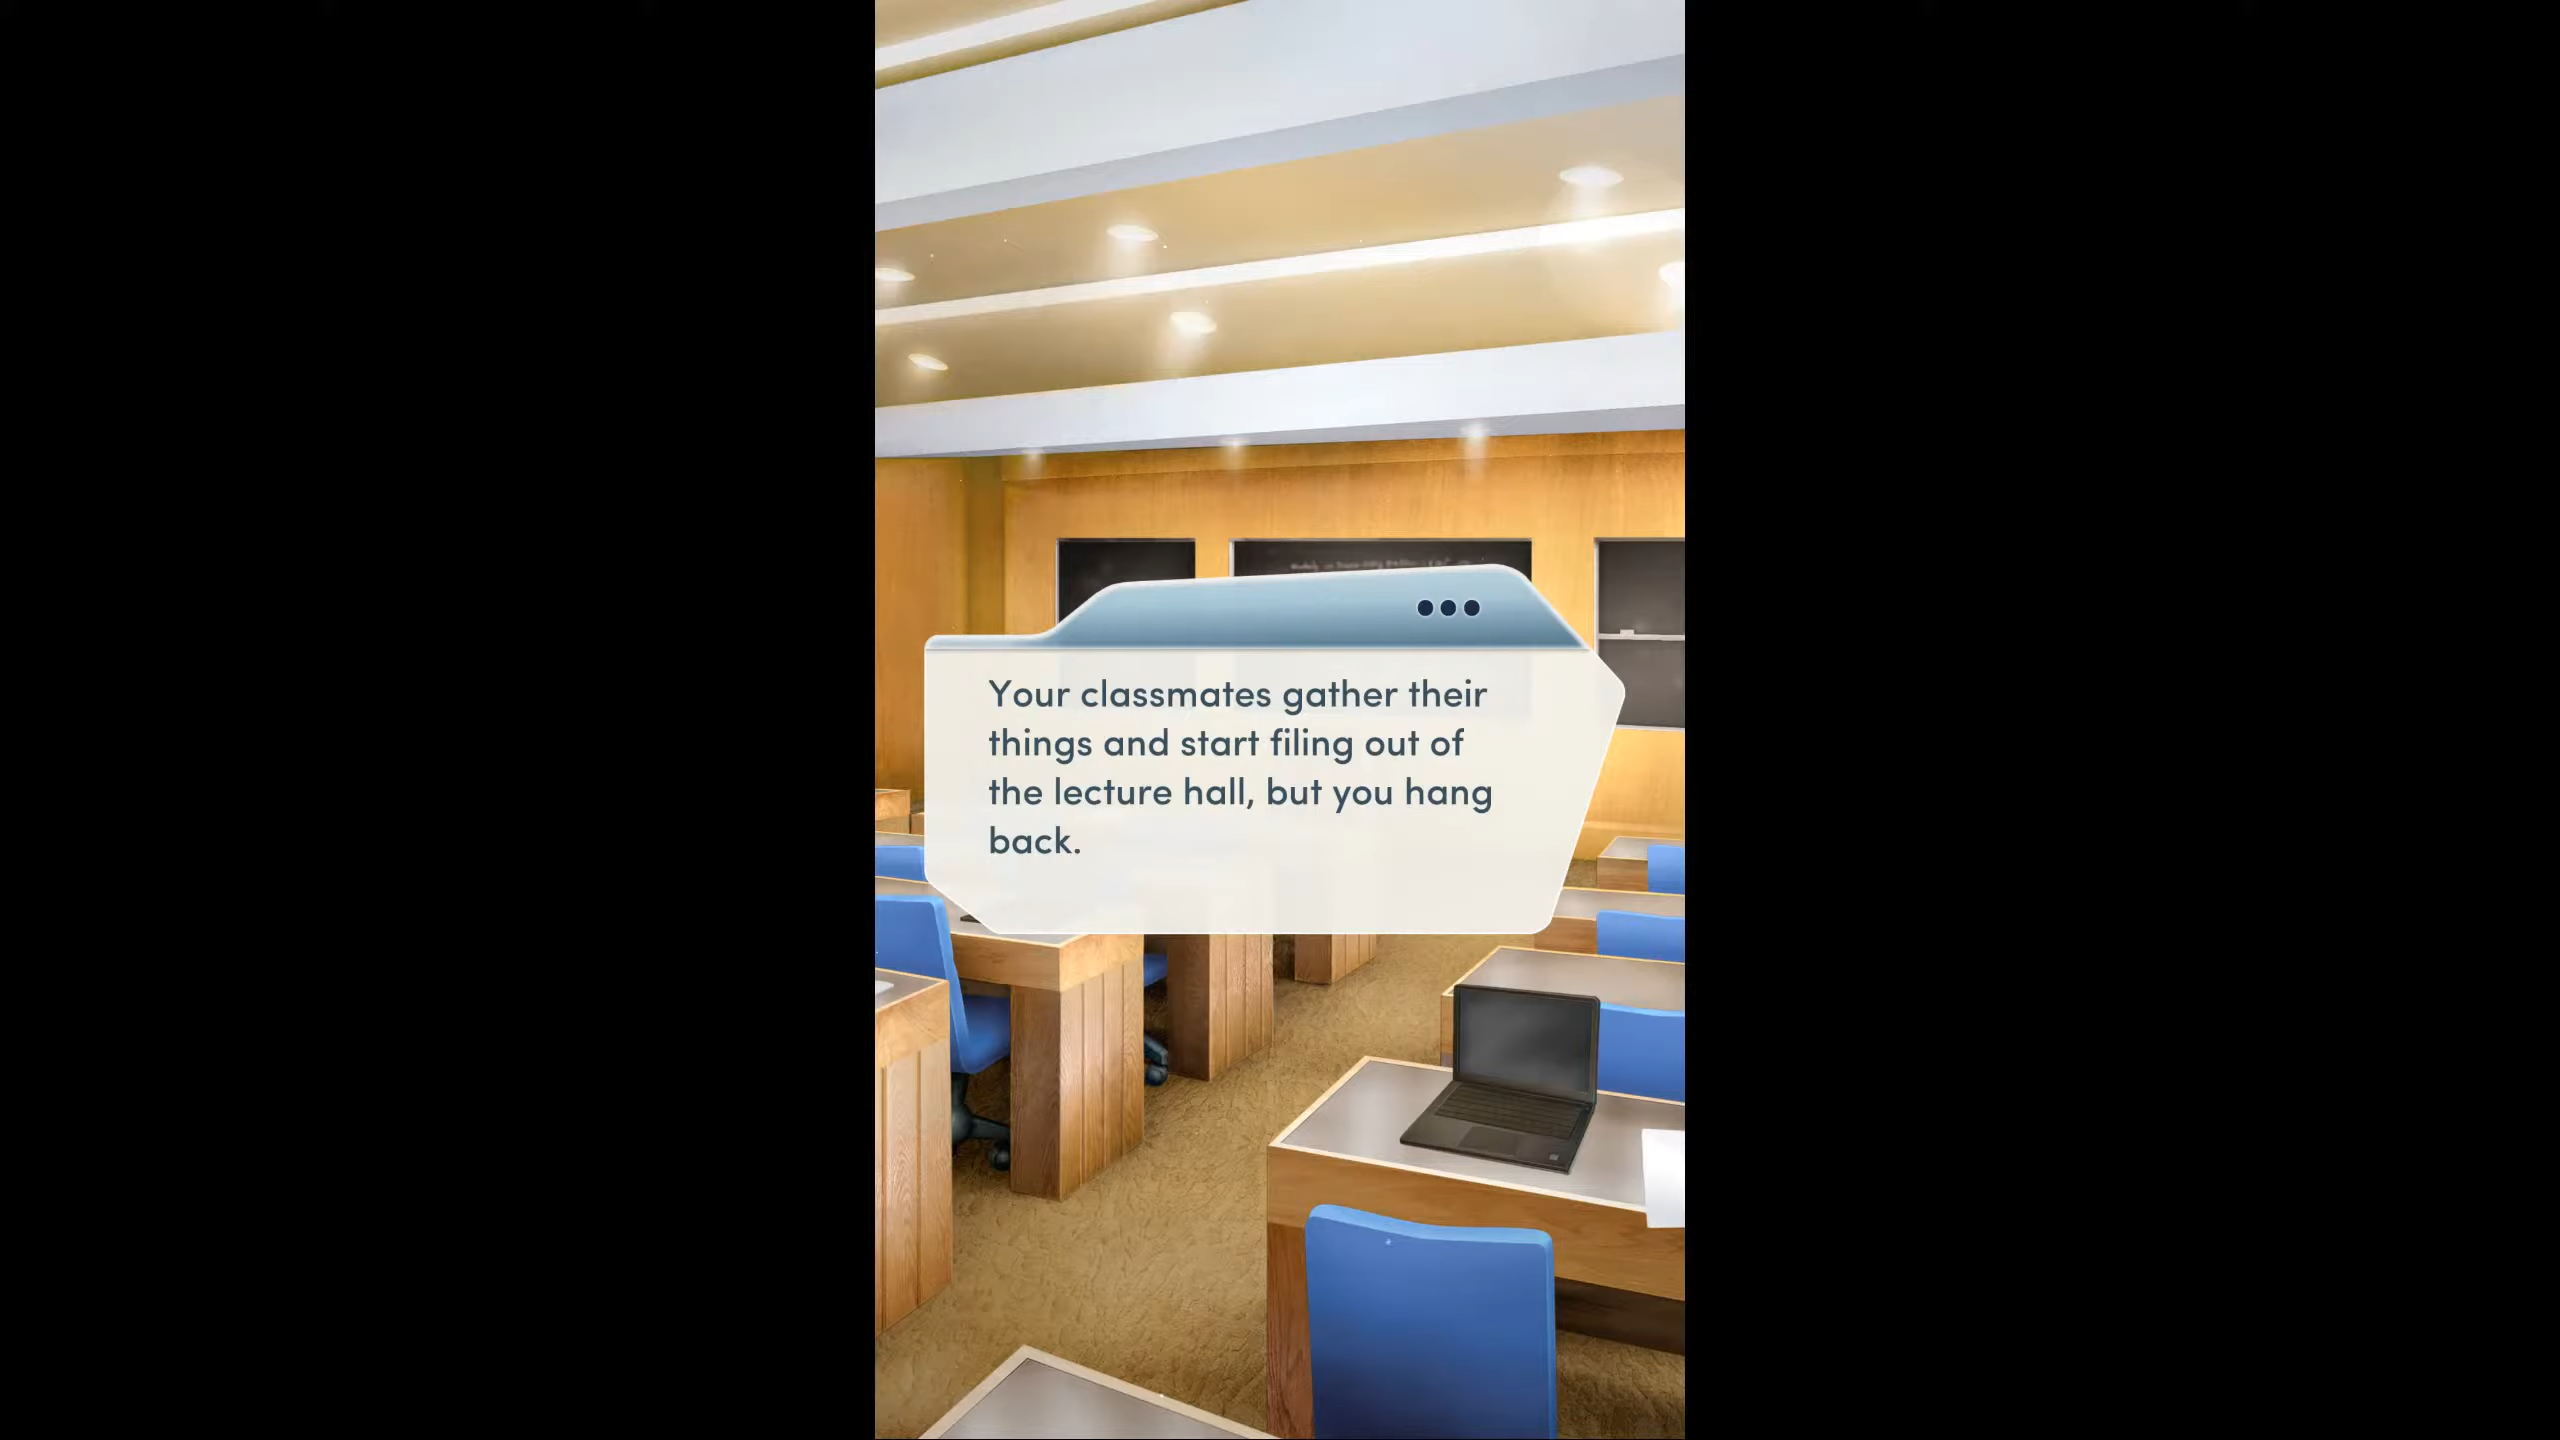 Your classmates gather their
things and start filing out of
the lecture hall, but you hang
back.